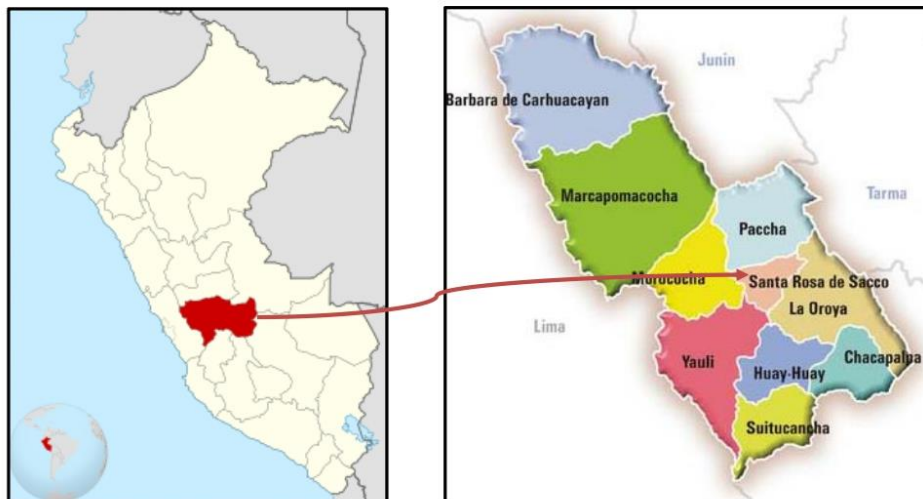 Junin
Barbara de Carhuacayan
Marcapomacocha
Tarma
Paccha
Morococha
Santa Rosa de Sacco
La Oroya
Lima
Yauli
Chacapalpa
Huay-Huay
Suitucancha